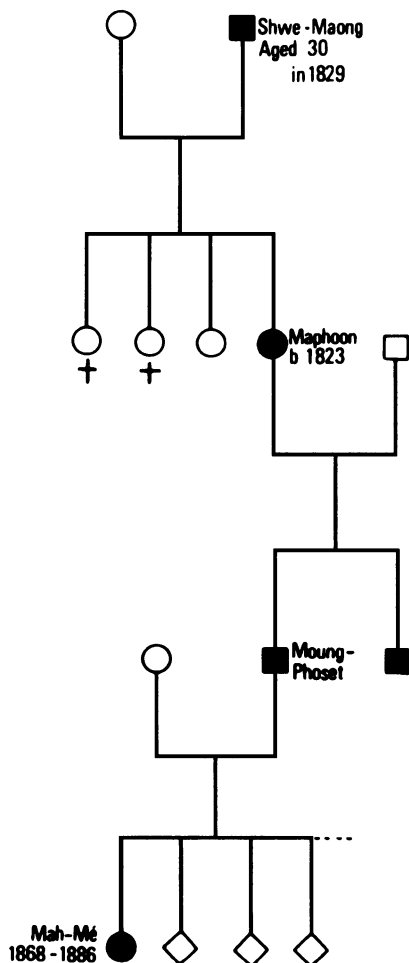 Shwe-Maong
Aged 30
in 1829
Maphoon
b 1823
Moung-
Phoset
Mah-Mé
1868-1886